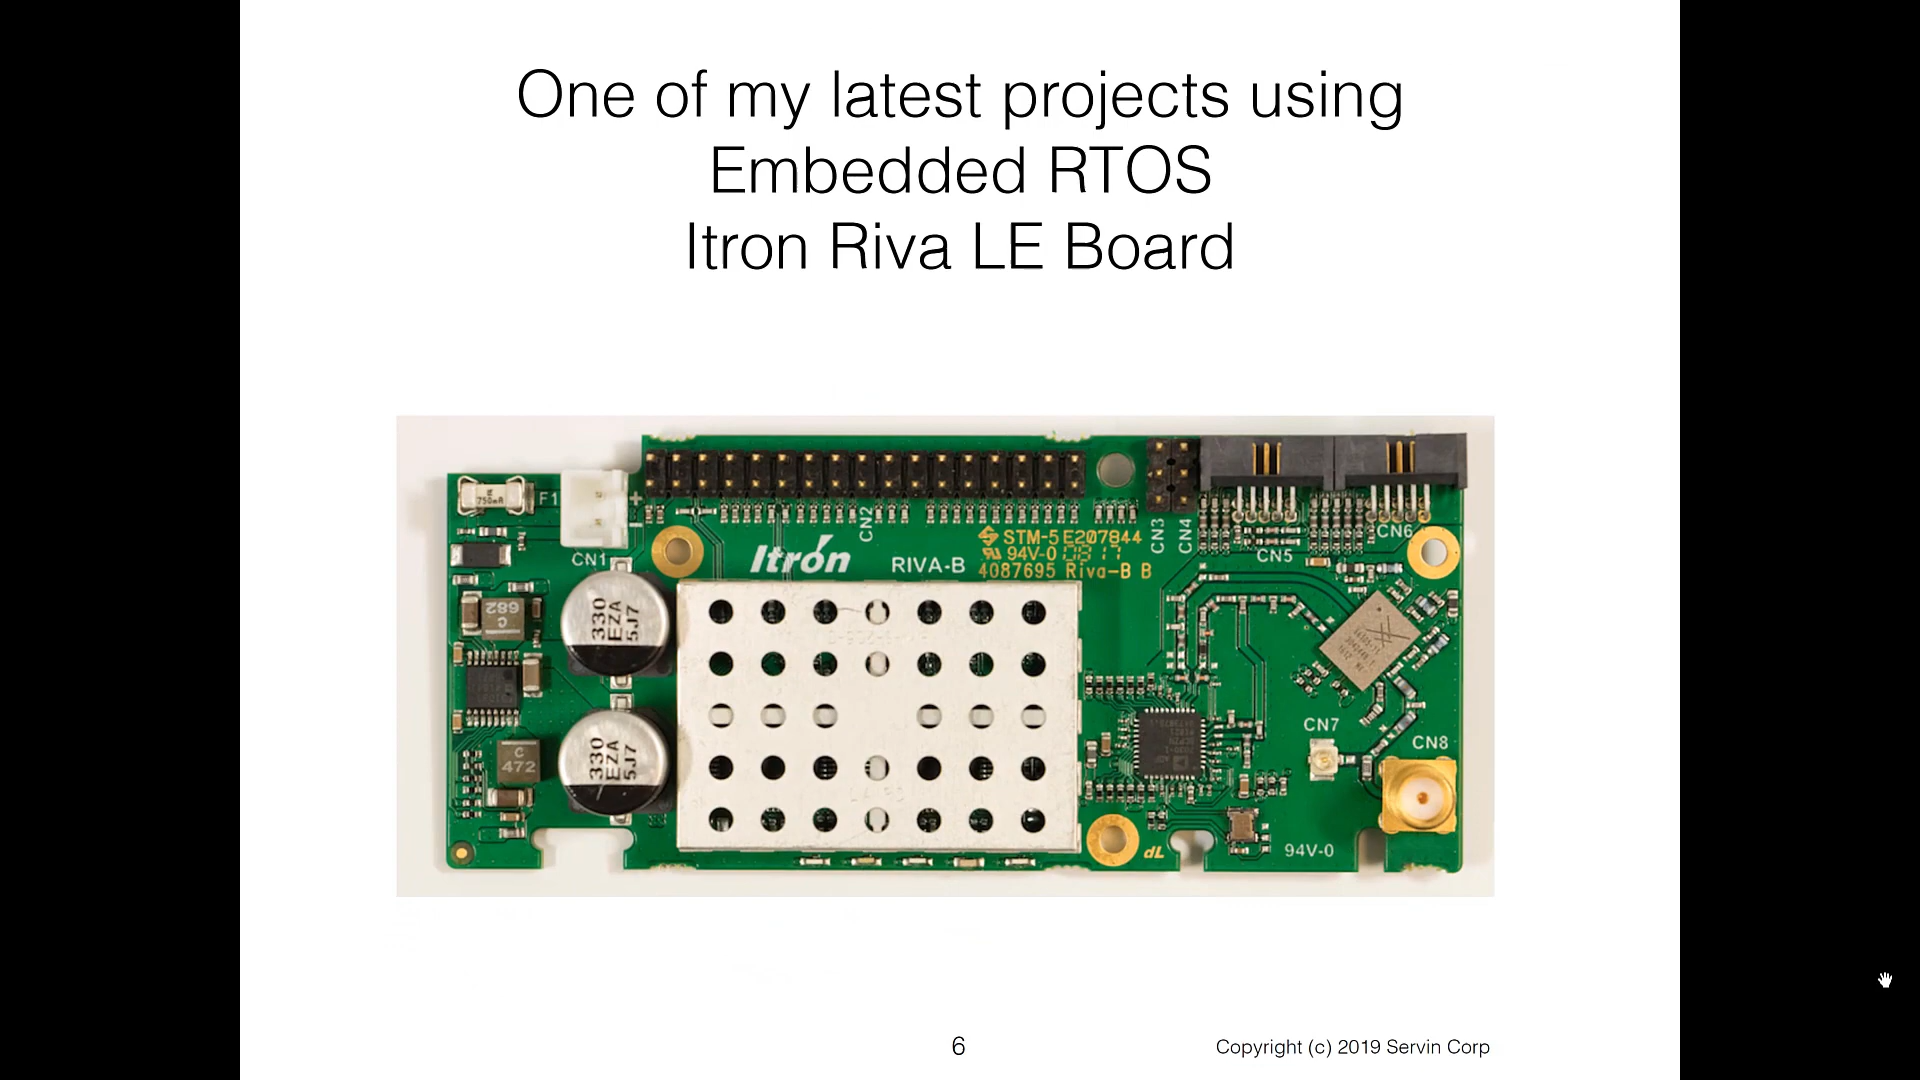 One of my latest projects using
Embedded RTOS
Itron Riva LE Board
750mA
F1
+
-
CN1
CN2
CN3
CN4
CN5
CN6
Itron
RIVA-B
STM-5 E207844
94V-0 0817
4087695 Riva-B B
682
C
330
EZA
5J7
C
472
330
EZA
5J7
CN7
CN8
dL
94V-0
6
Copyright (c) 2019 Servin Corp